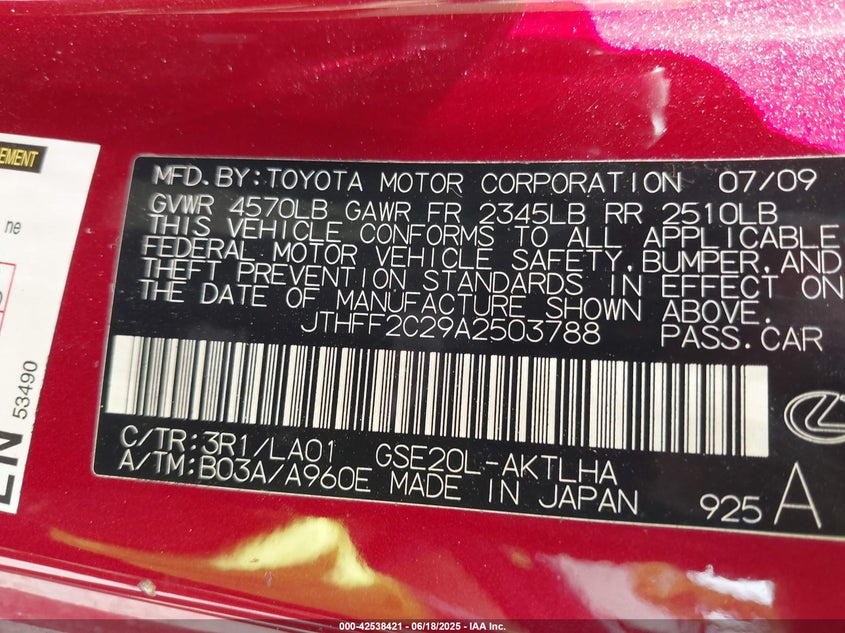 EMENT
ne
53490
MFD.BY:TOYOTA MOTOR CORPORATION 07/09
GVWR 4570LB GAWR FR 2345LB RR 2510LB
THIS VEHICLE CONFORMS TO ALL APPLICABLE
FEDERAL MOTOR VEHICLE SAFETY,BUMPER,AND
THEFT PREVENTION STANDARDS IN EFFECT ON
THE DATE OF MANUFACTURE SHOWN ABOVE.
JTHFF2C29A2503788 PASS.CAR
C/TR:3R1/LA01 GSE20L-AKTLHA
A/TM:B03A/A960E MADE IN JAPAN 925 A
000-42538421 - 06/18/2025 - IAA Inc.